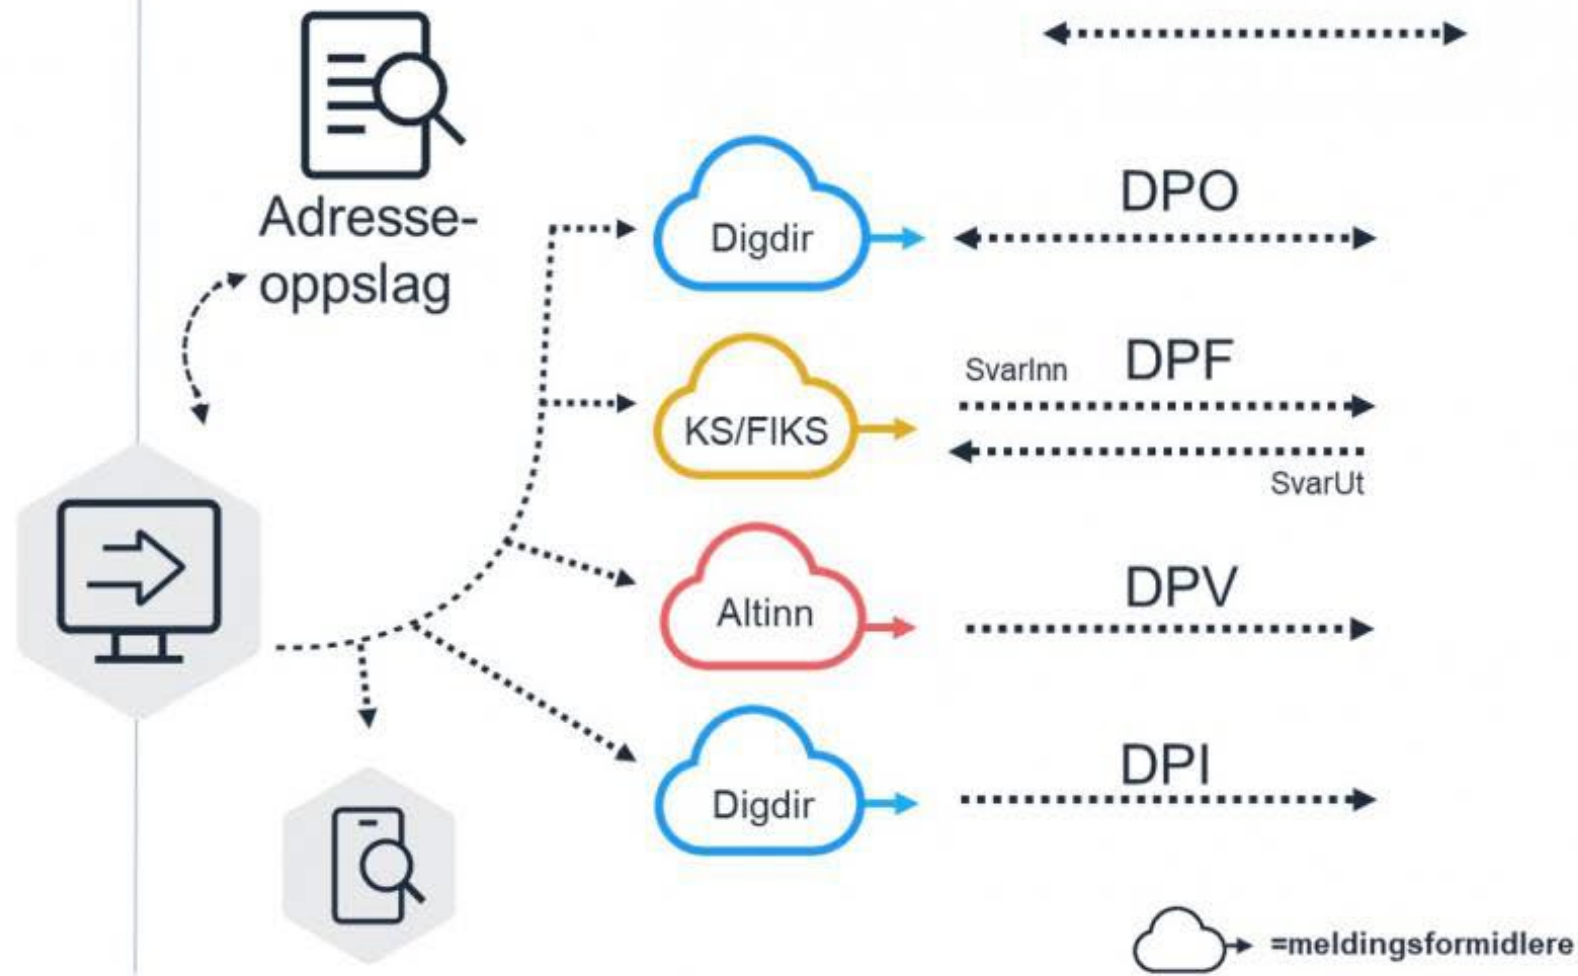 Adresse-
oppslag
Digdir
DPO
KS/FIKS
SvarInn
DPF
SvarUt
Altinn
DPV
Digdir
DPI
=meldingsformidlere